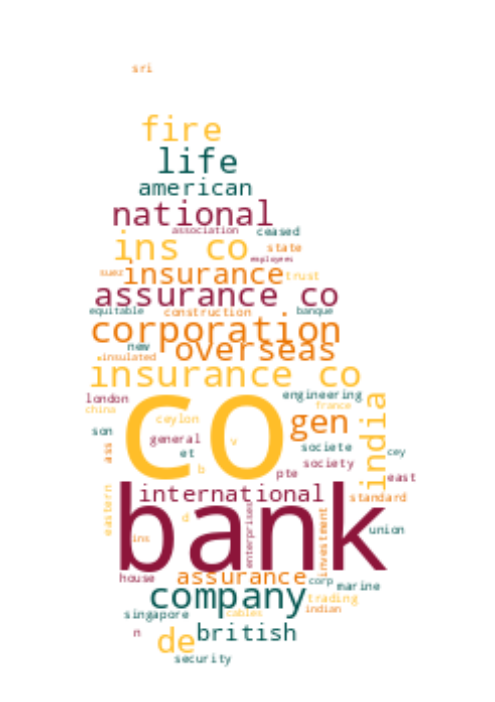 sri
fire
life
american
national
association ceased
ins co state
employees
suez insurance trust
assurance co
equitable construction banque
corporation
new overseas
insulated
insurance co
london engineering
china co france
ceylon gen india
son general v societe
ass et society cey
b pte east
eastern international standard
bank
d enterprises investment union
ins
house assurance corp marine
company trading
singapore cables indian
n de british
security